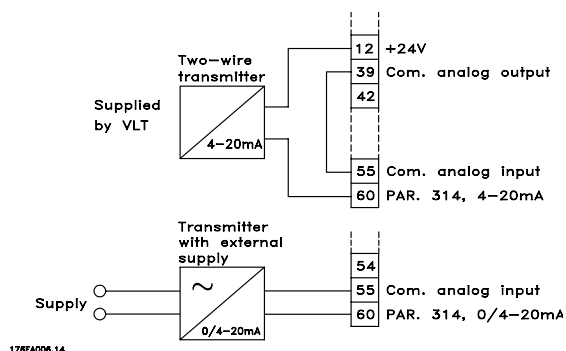 12 +24V
Two-wire
transmitter
39 Com. analog output
42
Supplied
by VLT
4-20mA
55 Com. analog input
60 PAR. 314, 4-20mA
Transmitter
with external
supply
54
~
55 Com. analog input
Supply
60 PAR. 314, 0/4-20mA
0/4-20mA
175FA006.14